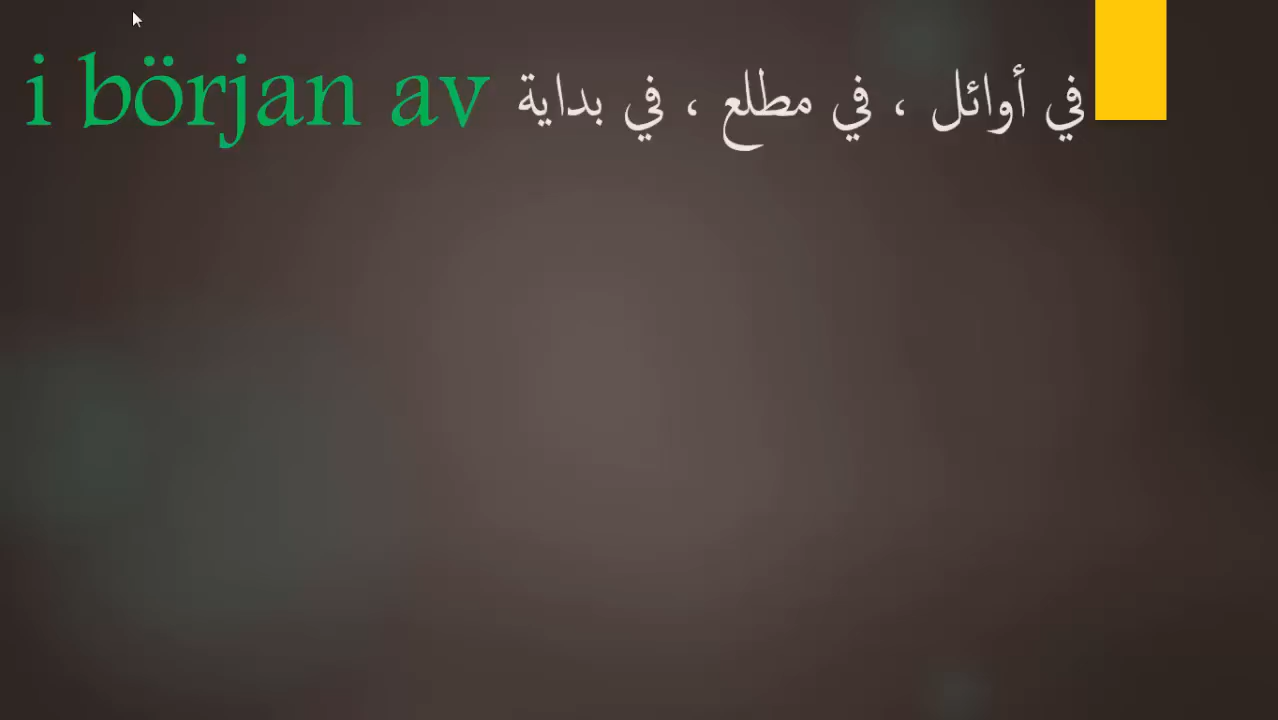 i början av في أوائل ، في مطلع ، في بداية